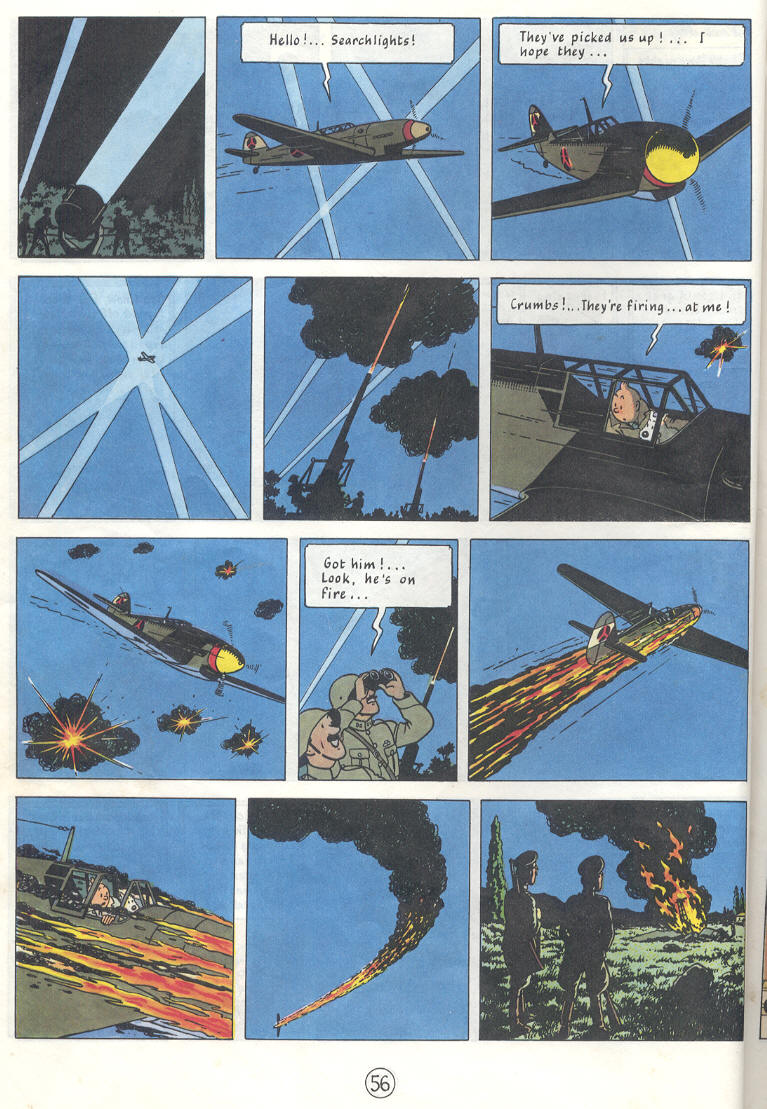 Hello!... Searchlights!
They've picked us up!... I
hope they...
Crumbs!...They're firing...at me!
Got him!...
Look, he's on
fire...
56